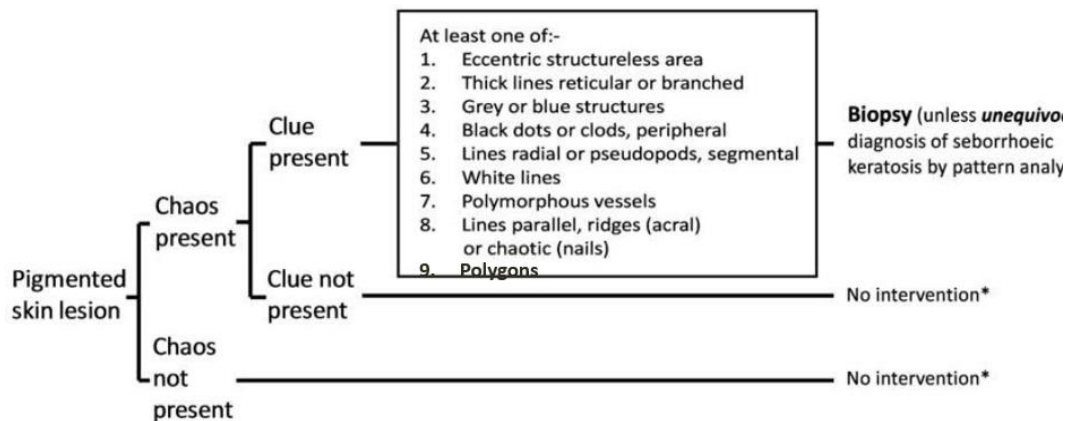 At least one of:-
1. Eccentric structureless area
2. Thick lines reticular or branched
3. Grey or blue structures
4. Black dots or clods, peripheral
5. Lines radial or pseudopods, segmental
6. White lines
7. Polymorphous vessels
8. Lines parallel, ridges (acral)
or chaotic (nails)
9. Polygons
Biopsy (unless
diagnosis of seborrhoeic
keratosis by pattern
Clue
present
Chaos
present
Pigmented
skin lesion
Clue not
present
No intervention*
Chaos
not
present
No intervention*